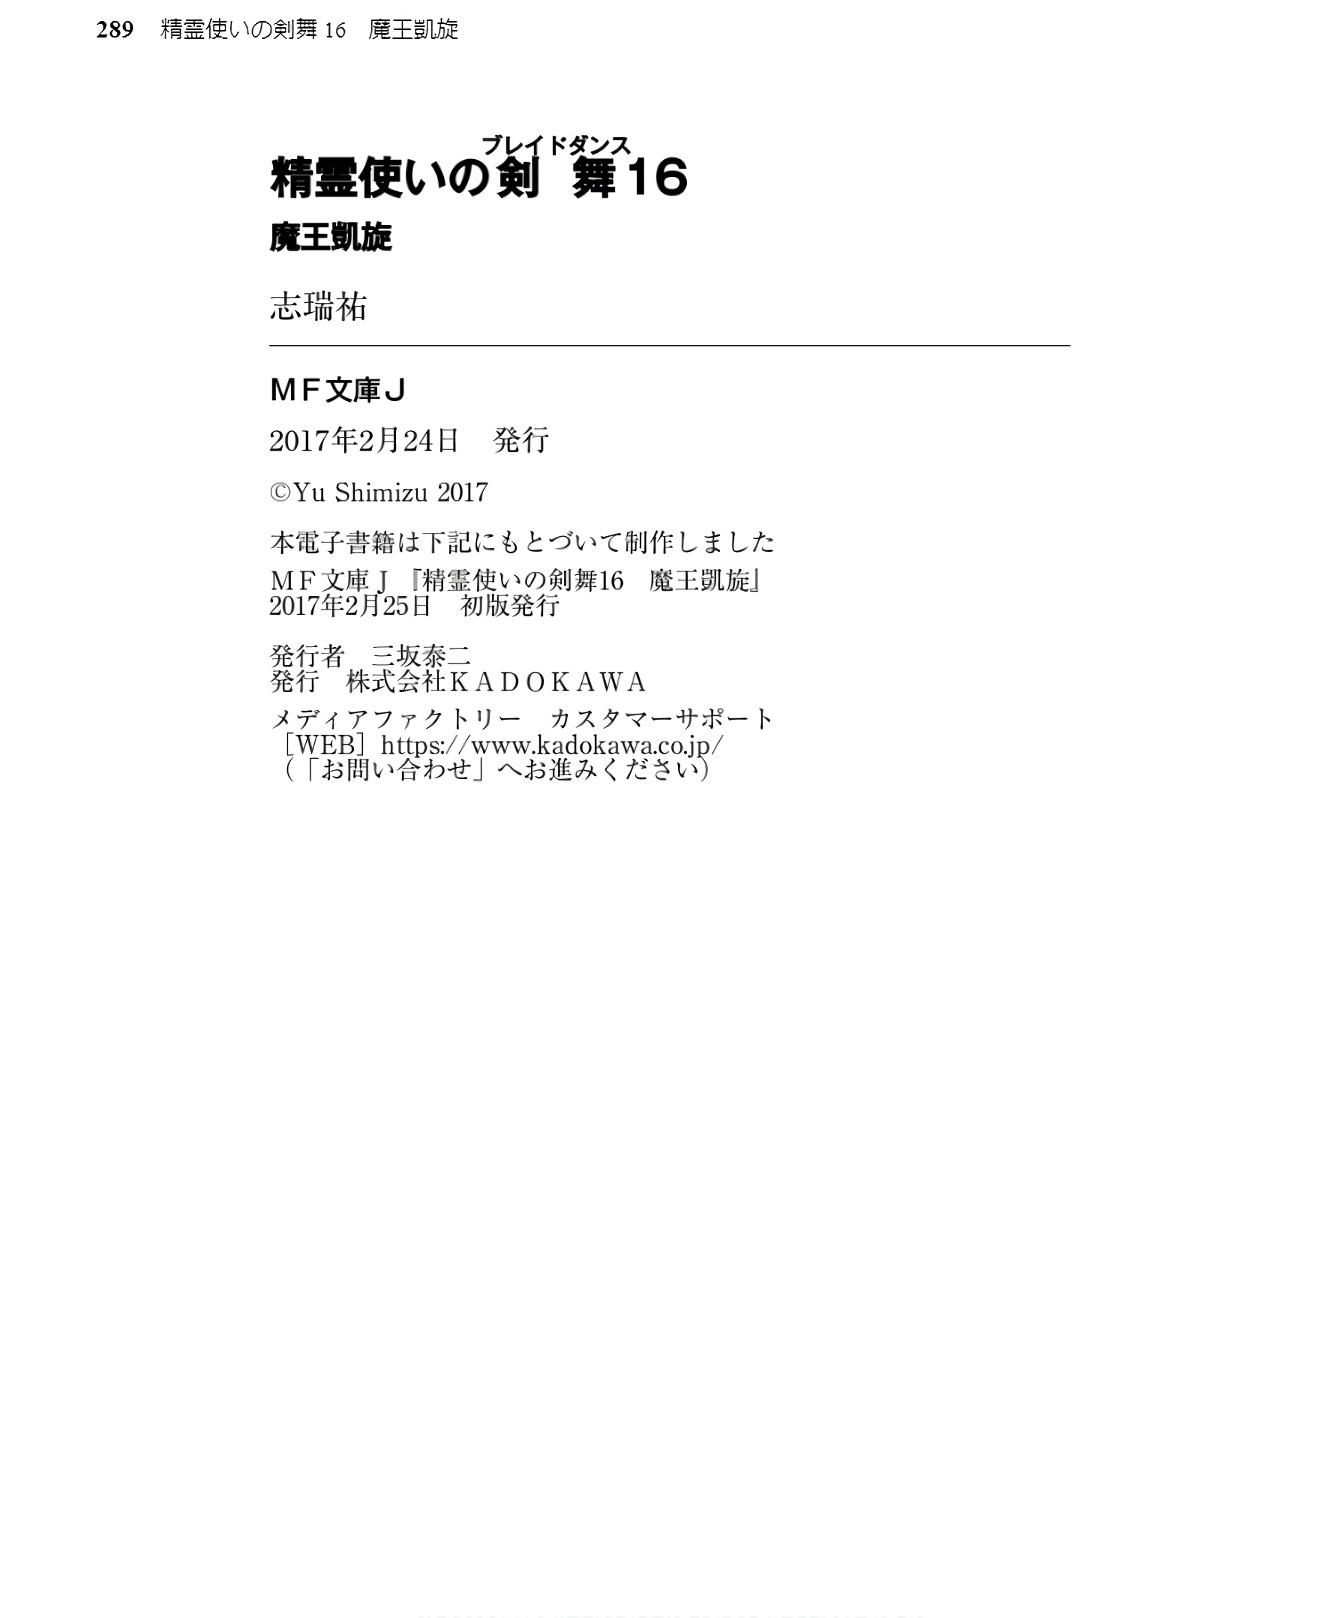 289　精霊使いの剣舞 16　魔王凱旋
ブレイドダンス
精霊使いの剣舞16
魔王凱旋
志瑞祐
ＭＦ文庫Ｊ
2017年2月24日　発行
©Yu Shimizu 2017
本電子書籍は下記にもとづいて制作しました
ＭＦ文庫Ｊ『精霊使いの剣舞16　魔王凱旋』
2017年2月25日　初版発行
発行者　三坂泰二
発行　株式会社ＫＡＤＯＫＡＷＡ
メディアファクトリー　カスタマーサポート
［WEB］https://www.kadokawa.co.jp/
（「お問い合わせ」へお進みください）